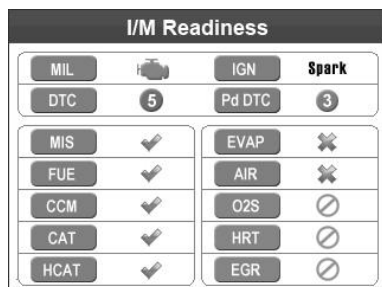 I/M Readiness
MIL IGN Spark
DTC 5 Pd DTC 3
MIS EVAP
FUE AIR
CCM O2S
CAT HRT
HCAT EGR